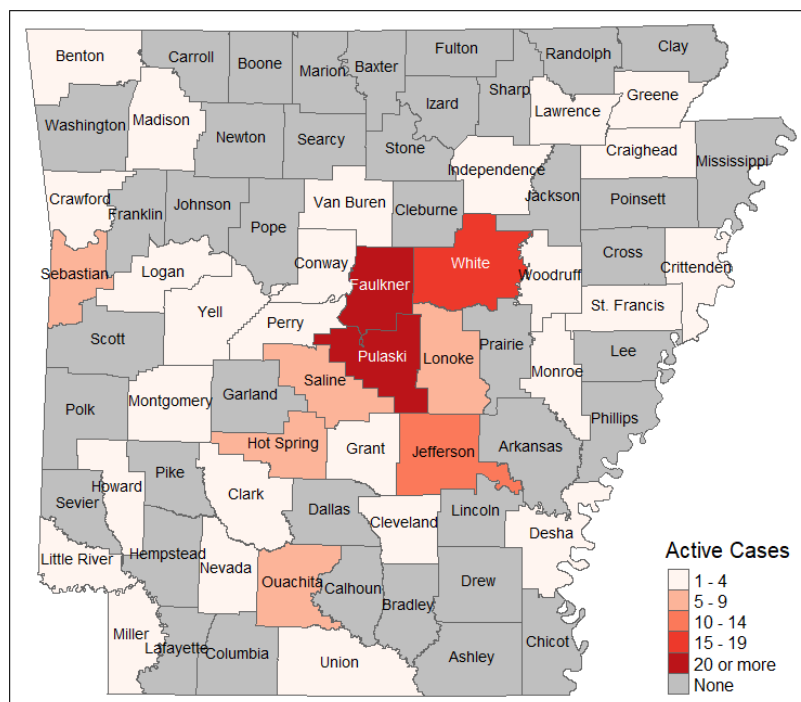 Benton
Carroll
Boone
Marion
Baxter
Fulton
Randolph
Clay
Sharp
Izard
Greene
Lawrence
Washington
Madison
Newton
Searcy
Stone
Independence
Craighead
Mississippi
Jackson
Poinsett
Crawford
Franklin
Johnson
Pope
Van Buren
Cleburne
Cross
Crittenden
Sebastian
Logan
Conway
Faulkner
White
Woodruff
St. Francis
Yell
Perry
Pulaski
Lonoke
Prairie
Monroe
Lee
Scott
Saline
Garland
Montgomery
Polk
Phillips
Hot Spring
Grant
Jefferson
Arkansas
Pike
Howard
Sevier
Clark
Dallas
Cleveland
Lincoln
Desha
Little River
Hempstead
Nevada
Ouachita
Calhoun
Bradley
Drew
Miller
Lafayette
Columbia
Union
Ashley
Chicot
Active Cases
1 - 4
5 - 9
10 - 14
15 - 19
20 or more
None